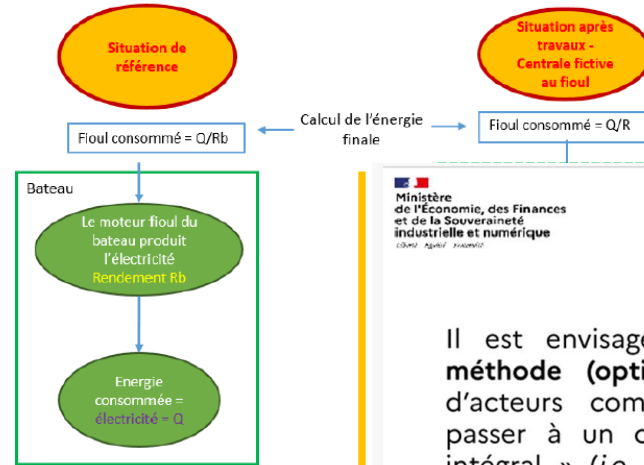 Situation de
référence
Situation après
travaux -
Centrale fictive
au fioul
Fioul consommé = Q/Rb
Calcul de l'énergie
finale
Fioul consommé = Q/R
Bateau
Le moteur fioul du
bateau produit
l'électricité
Rendement Rb
Energie
consommée =
électricité = Q
Ministère
de l'Économie, des Finances
et de la Souveraineté
industrielle et numérique
Il est envisag
méthode (opti
d'acteurs com
passer à un c
intégral » (i.e.